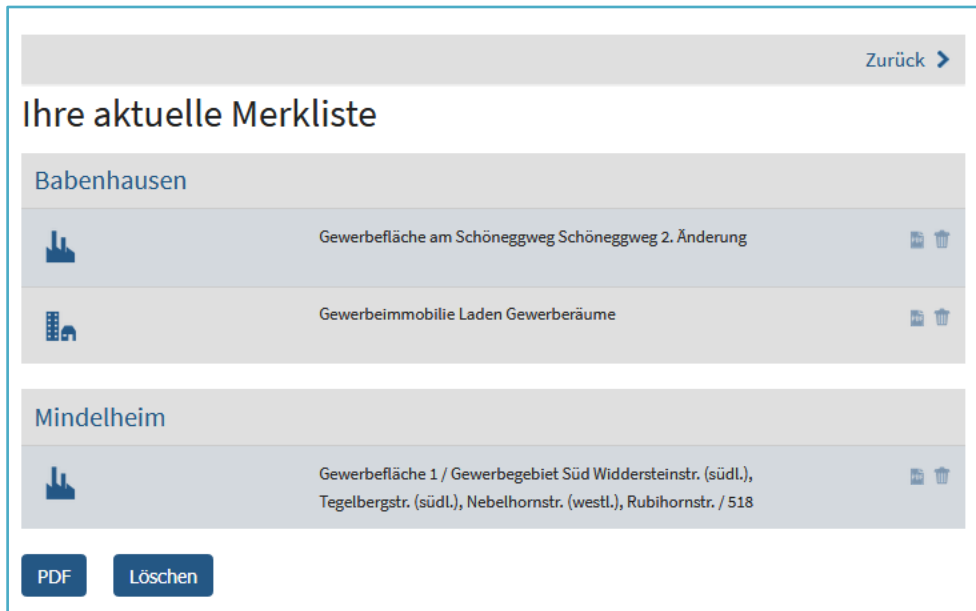 Zurück
Ihre aktuelle Merkliste
Babenhausen
Gewerbefläche am Schöneggweg Schöneggweg 2. Änderung
Gewerbeimmobilie Laden Gewerberäume
Mindelheim
Gewerbefläche 1 / Gewerbegebiet Süd Widdersteinstr. (südl.),
Tegelbergstr. (südl.), Nebelhornstr. (westl.), Rubihornstr. / 518
PDF
Löschen